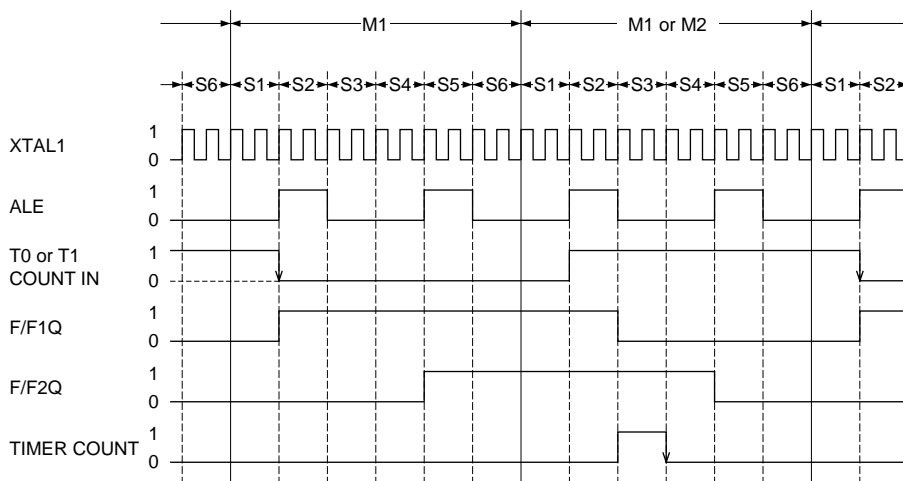 M1 M1 or M2
S6 S1 S2 S3 S4 S5 S6 S1 S2 S3 S4 S5 S6 S1 S2
1
XTAL1
0
1
ALE
0
T0 or T1 1
COUNT IN 0
1
F/F1Q
0
1
F/F2Q
0
1
TIMER COUNT
0